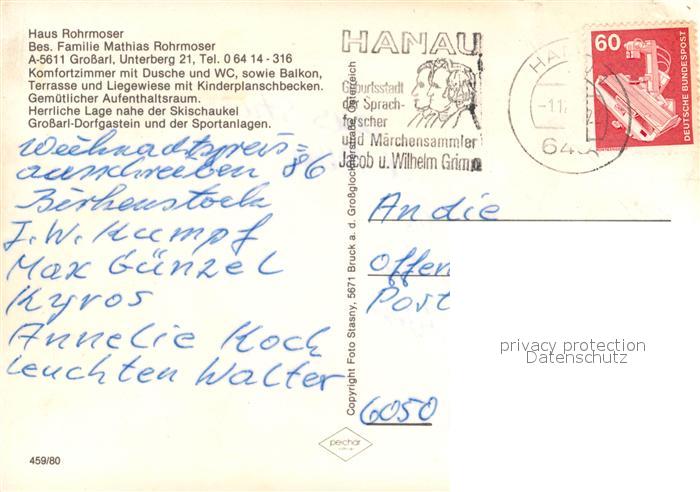 Haus Rohrmoser
Bes. Familie Mathias Rohrmoser
A-5611 Großarl, Unterberg 21, Tel. 0 64 14 - 316
Komfortzimmer mit Dusche und WC, sowie Balkon,
Terrasse und Liegewiese mit Kinderplanschbecken.
Gemütlicher Aufenthaltsraum.
Herrliche Lage nahe der Skischaukel
Großarl-Dorfgastein und der Sportanlagen.
Weihnachtspreis=
ausschreiben 86
Birkenstock
J. W. Kumpf
Max Günzel
Kyros
Annelie Koch
Leuchten Walter
459/80
Copyright Foto Stasny, 5671 Bruck a. d. Großglocknerstraße, Österreich
pechar
HANAU
Geburtsstadt
der Sprach-
forscher
und Märchensammler
Jacob u. Wilhelm Grimm
60
DEUTSCHE BUNDESPOST
An die
Offen
Post
6050
privacy protection
Datenschutz